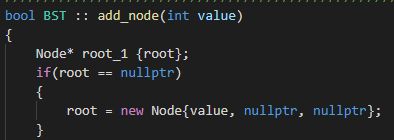 bool BST :: add_node(int value)
{
    Node* root_1 {root};
    if(root == nullptr)
    {
        root = new Node{value, nullptr, nullptr};
    }